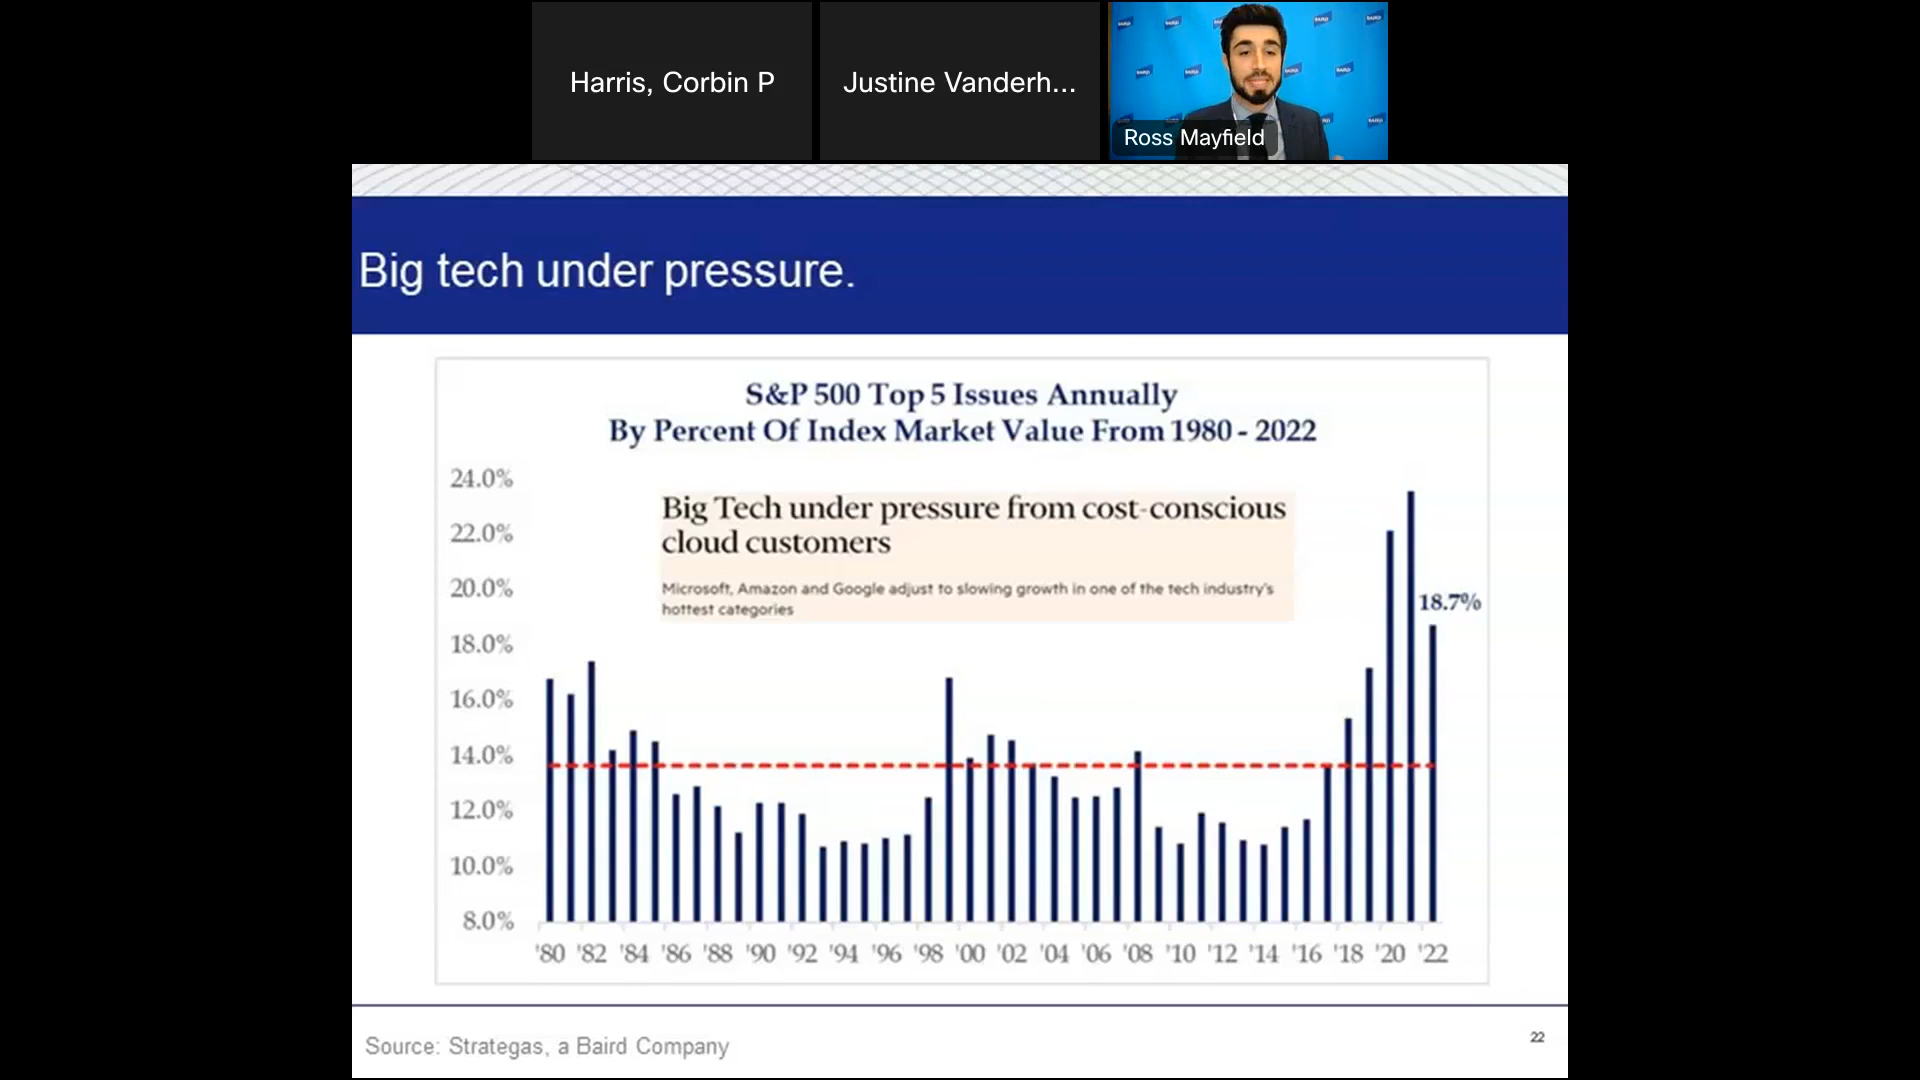 Harris, Corbin P
Justine Vanderh...
Ross Mayfield
Big tech under pressure.
S&P 500 Top 5 Issues Annually
By Percent Of Index Market Value From 1980 - 2022
Big Tech under pressure from cost-conscious
cloud customers
Microsoft, Amazon and Google adjust to slowing growth in one of the tech industry's
hottest categories
24.0%
22.0%
20.0%
18.0%
16.0%
14.0%
12.0%
10.0%
8.0%
18.7%
'80 '82 '84 '86 '88 '90 '92 '94 '96 '98 '00 '02 '04 '06 '08 '10 '12 '14 '16 '18 '20 '22
Source: Strategas, a Baird Company
22